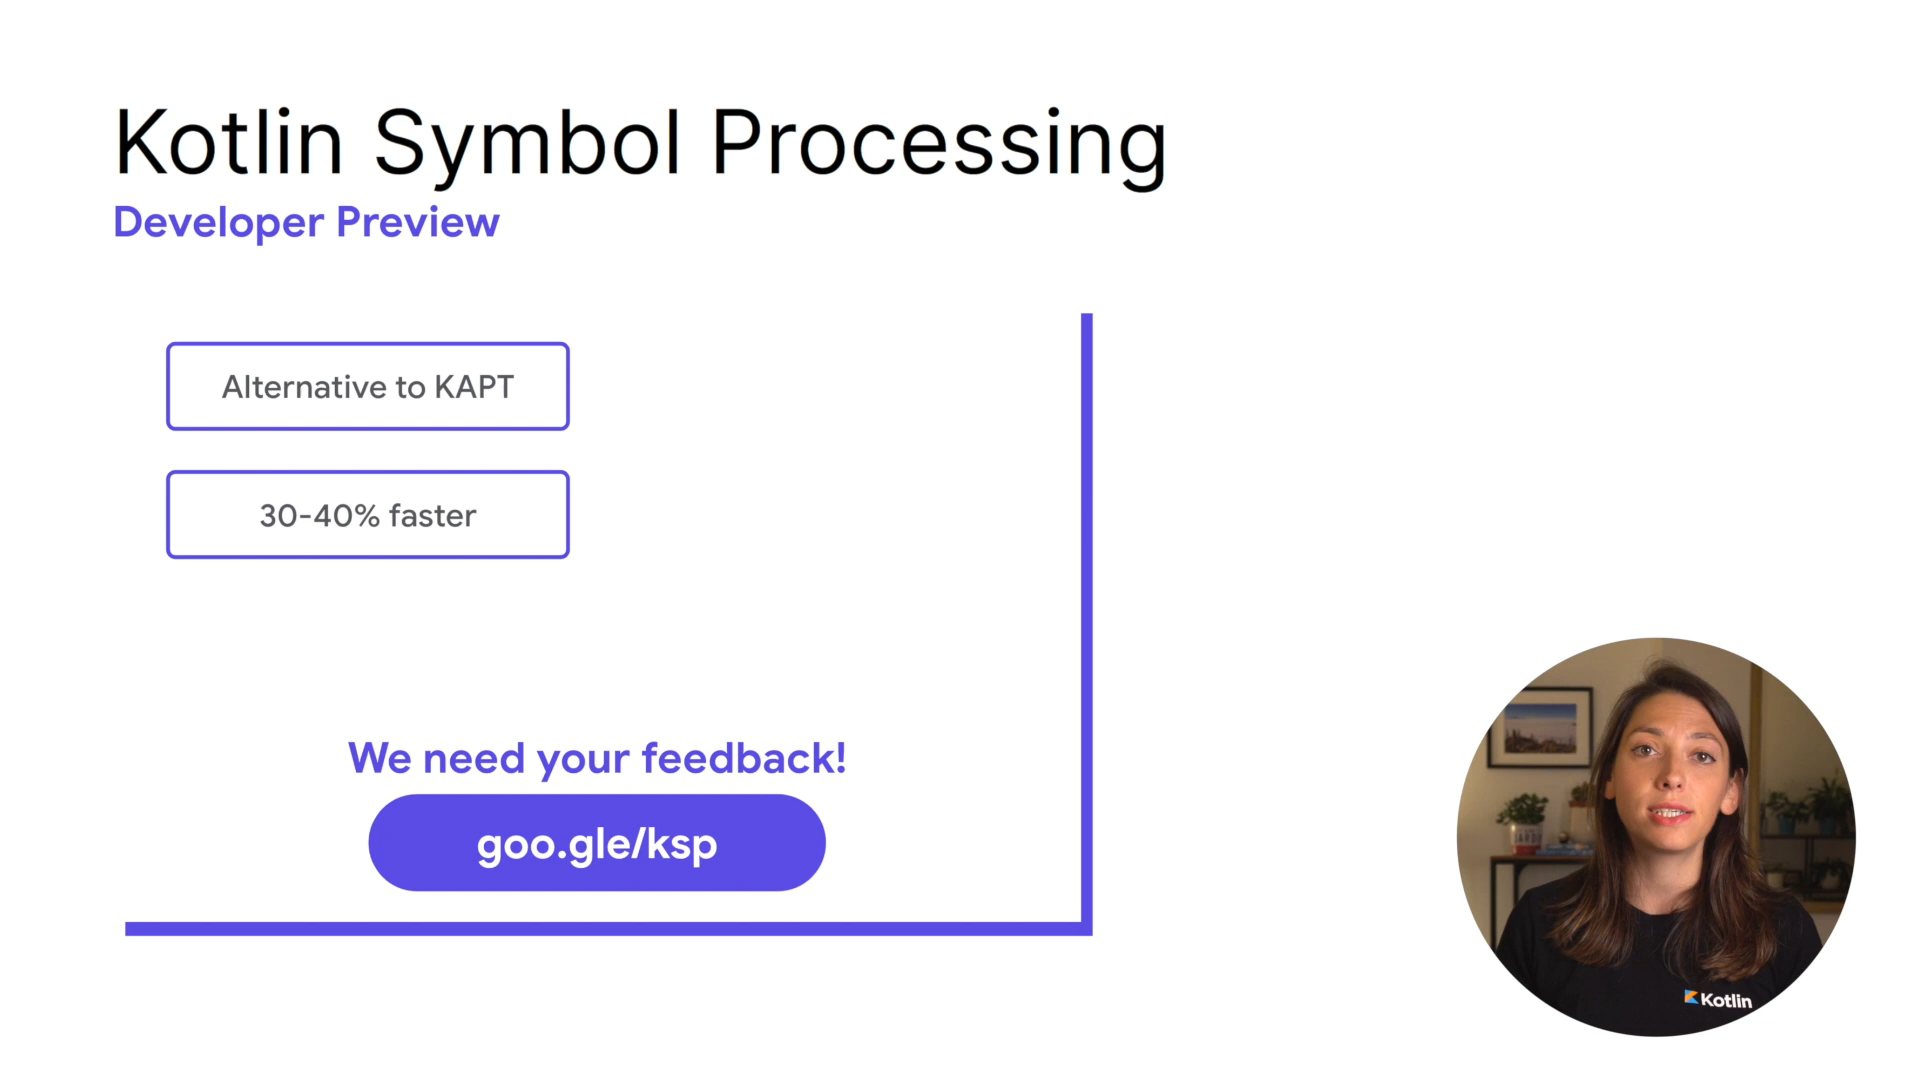 Kotlin Symbol Processing
Developer Preview
Alternative to KAPT
30-40% faster
We need your feedback!
goo.gle/ksp
Kotlin